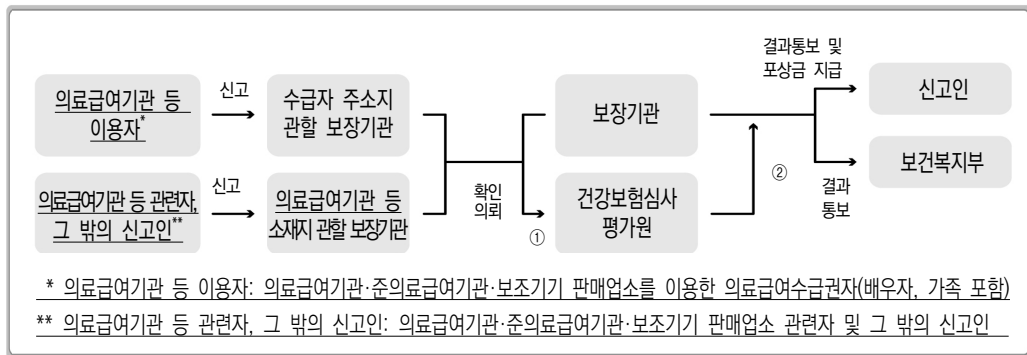 결과통보 및
포상금 지급
의료급여기관 등
이용자*
신고
수급자 주소지
관할 보장기관
보장기관
신고인
보건복지부
②
결과
통보
의료급여기관 등 관련자,
그 밖의 신고인**
신고
의료급여기관 등
소재지 관할 보장기관
확인
의뢰
①
건강보험심사
평가원
* 의료급여기관 등 이용자: 의료급여기관·준의료급여기관·보조기기 판매업소를 이용한 의료급여수급권자(배우자, 가족 포함)
** 의료급여기관 등 관련자, 그 밖의 신고인: 의료급여기관·준의료급여기관·보조기기 판매업소 관련자 및 그 밖의 신고인